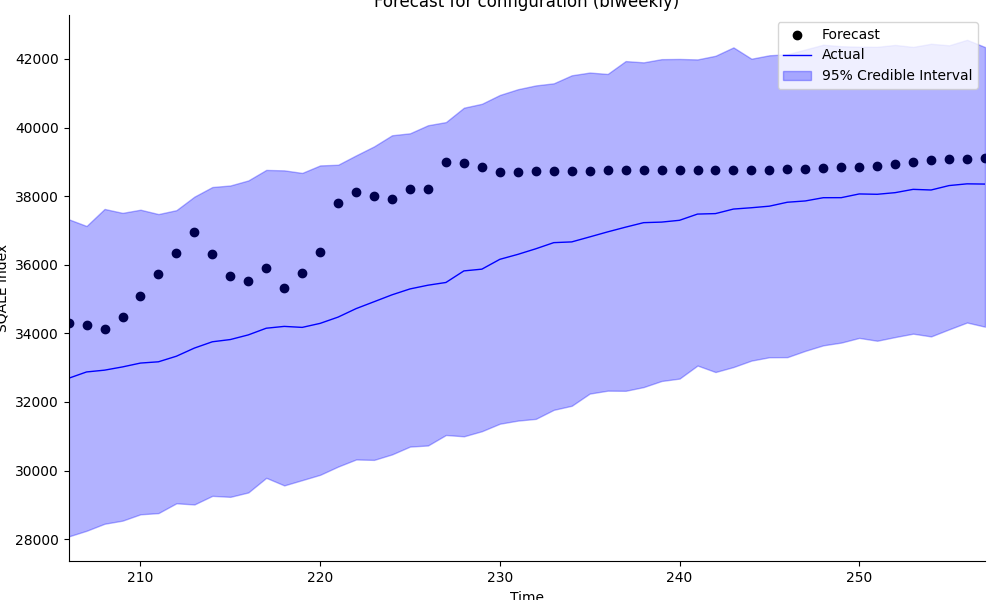 Forecast for configuration (biweekly)
Forecast
Actual
95% Credible Interval
SQALE Index
42000
40000
38000
36000
34000
32000
30000
28000
210
220
230
240
250
Time